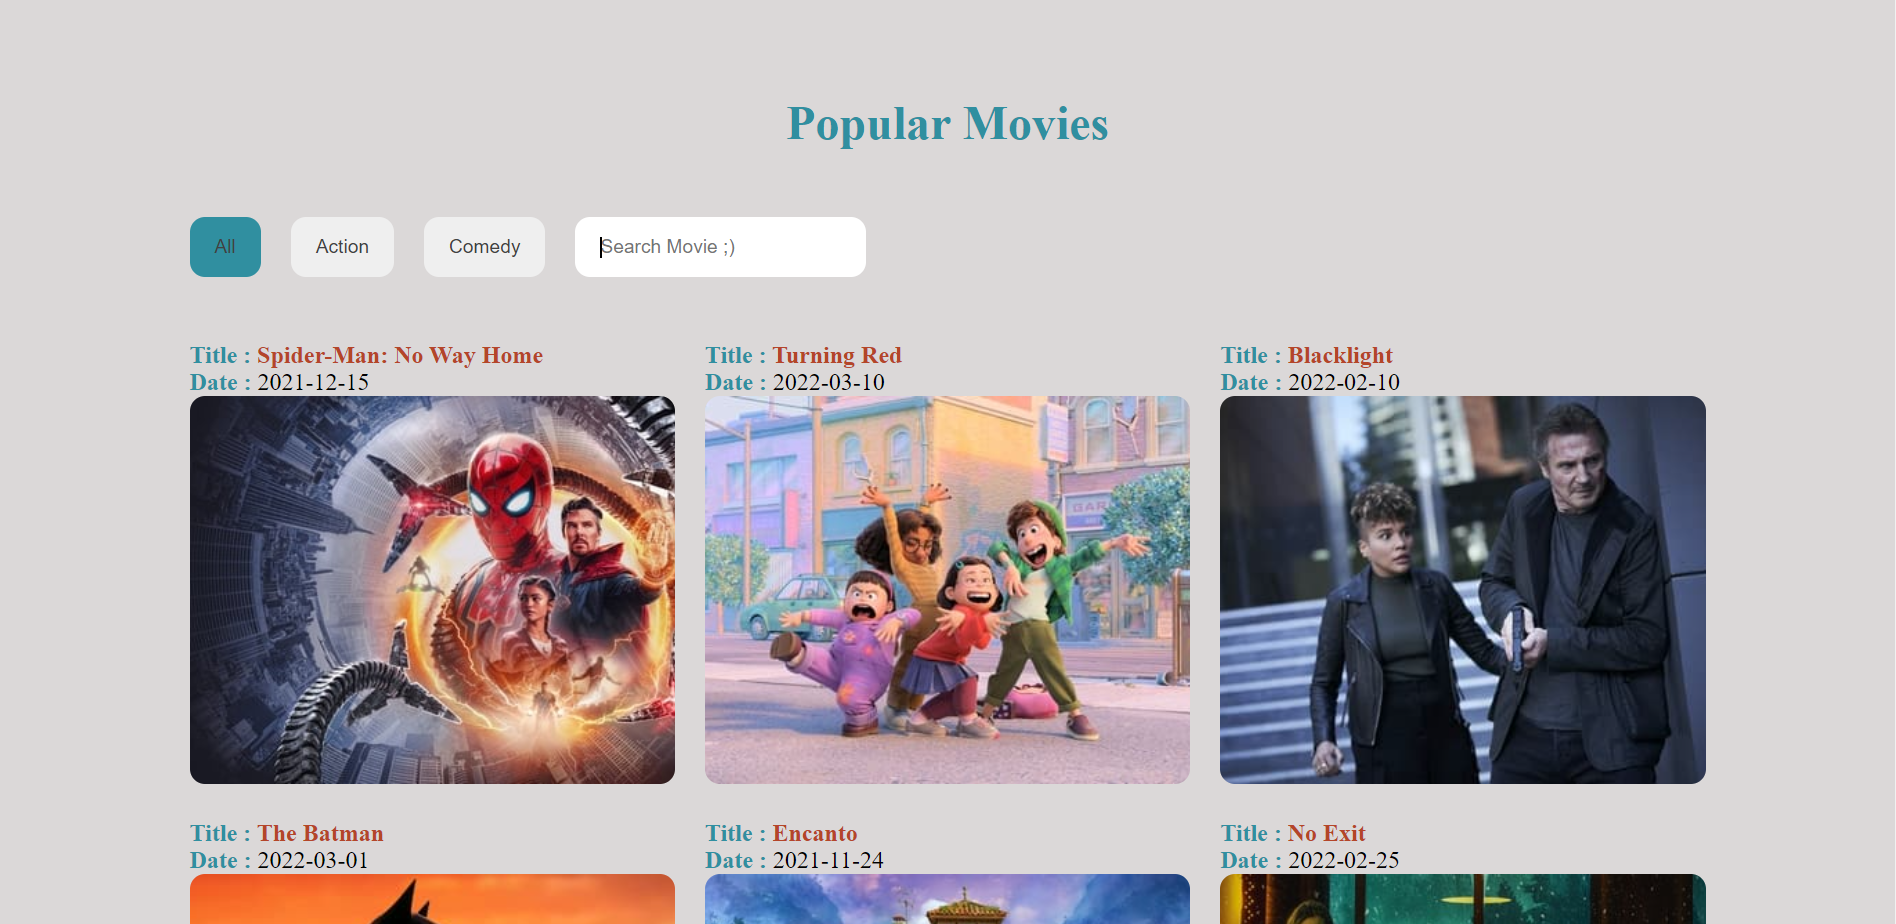 Popular Movies
All
Action
Comedy
Search Movie ;)
Title : Spider-Man: No Way Home
Date : 2021-12-15
Title : Turning Red
Date : 2022-03-10
Title : Blacklight
Date : 2022-02-10
GAR
Title : The Batman
Date : 2022-03-01
Title : Encanto
Date : 2021-11-24
Title : No Exit
Date : 2022-02-25